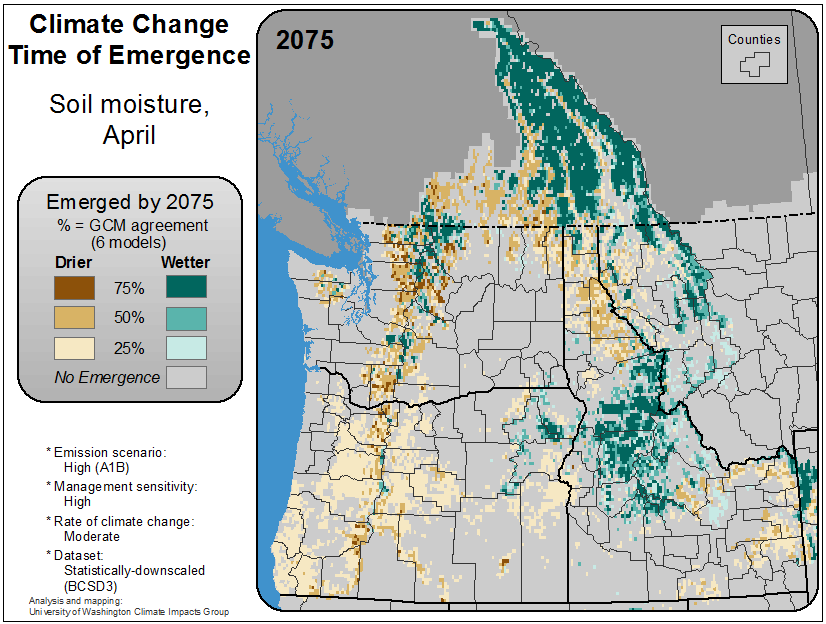 Climate Change
Time of Emergence
Soil moisture,
April
Emerged by 2075
% = GCM agreement
(6 models)
Drier Wetter
75%
50%
25%
No Emergence
* Emission scenario:
High (A1B)
* Management sensitivity:
High
* Rate of climate change:
Moderate
* Dataset:
Statistically-downscaled
(BCSD3)
Analysis and mapping:
University of Washington Climate Impacts Group
2075
Counties